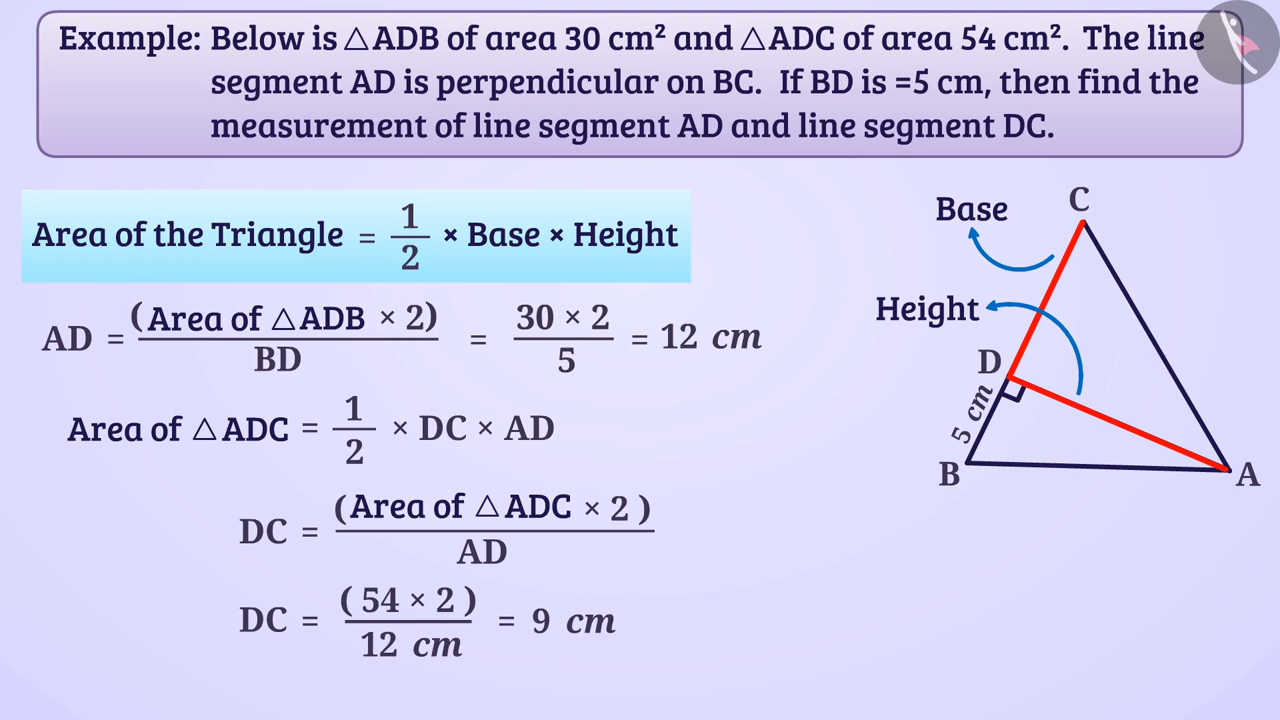 Example: Below is △ADB of area 30 cm² and △ADC of area 54 cm². The line
segment AD is perpendicular on BC. If BD is =5 cm, then find the
measurement of line segment AD and line segment DC.
Area of the Triangle = 1/2 × Base × Height
AD = (Area of △ADB × 2)/BD = 30 × 2/5 = 12 cm
Area of △ADC = 1/2 × DC × AD
DC = (Area of △ADC × 2 )/AD
DC = ( 54 × 2 )/12 cm = 9 cm
Base
C
Height
D
5 cm
B
A